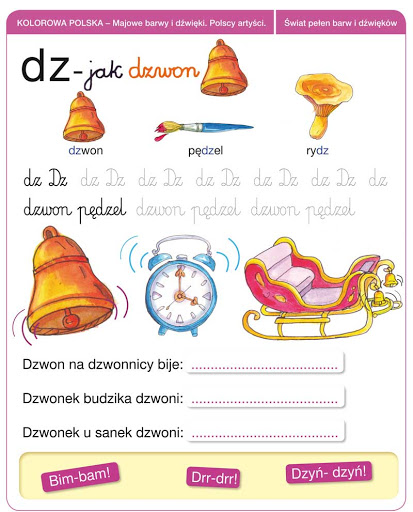 KOLOROWA POLSKA – Majowe barwy i dźwięki. Polscy artyści. Świat pełen barw i dźwięków
dz - jak dzwon
dzwon pędzel rydz
dz Dz dz Dz dz Dz dz Dz dz Dz dz Dz dz
dzwon pędzel dzwon pędzel dzwon pędzel
Dzwon na dzwonnicy bije: ........................................
Dzwonek budzika dzwoni: ........................................
Dzwonek u sanek dzwoni: ........................................
Bim-bam! Drr-drr! Dzyń- dzyń!